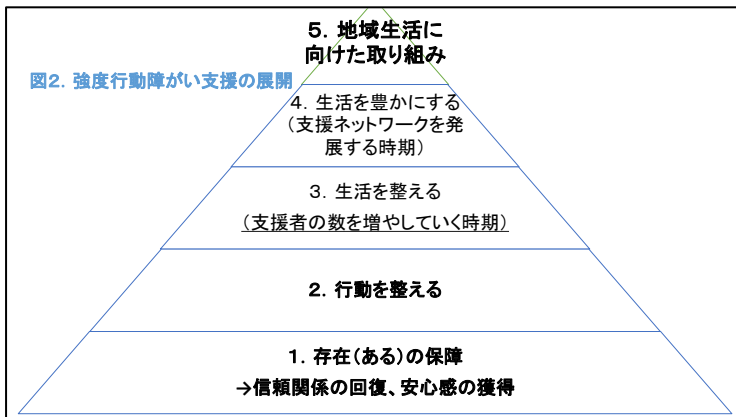 ５．地域生活に
向けた取り組み
図２．強度行動障がい支援の展開
４．生活を豊かにする
（支援ネットワークを発
展する時期）
３．生活を整える
（支援者の数を増やしていく時期）
２．行動を整える
１．存在（ある）の保障
→信頼関係の回復、安心感の獲得